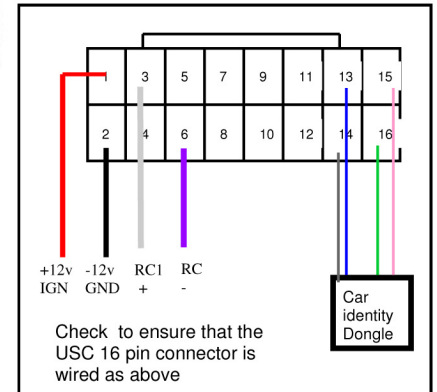 1 3 5 7 9 11 13 15
2 4 6 8 10 12 14 16
+12v -12v RC1 RC
IGN GND + -
Car
identity
Dongle
Check to ensure that the
USC 16 pin connector is
wired as above